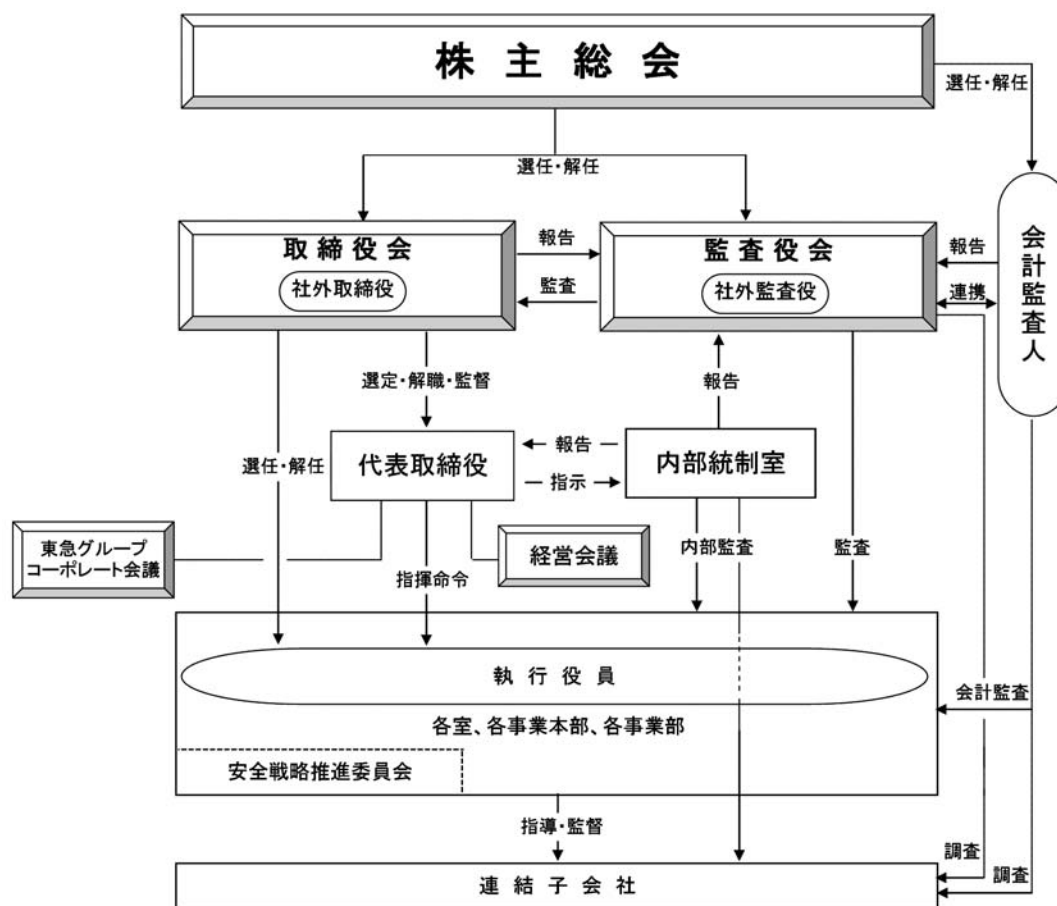 株主総会
選任・解任
選任・解任
取締役会
社外取締役
報告
監査
監査役会
社外監査役
報告
連携
会計監査人
選定・解職・監督
報告
選任・解任
代表取締役
報告
指示
内部統制室
東急グループ
コーポレート会議
経営会議
指揮命令
内部監査
監査
執行役員
会計監査
各室、各事業本部、各事業部
安全戦略推進委員会
指導・監督
調査
調査
連結子会社